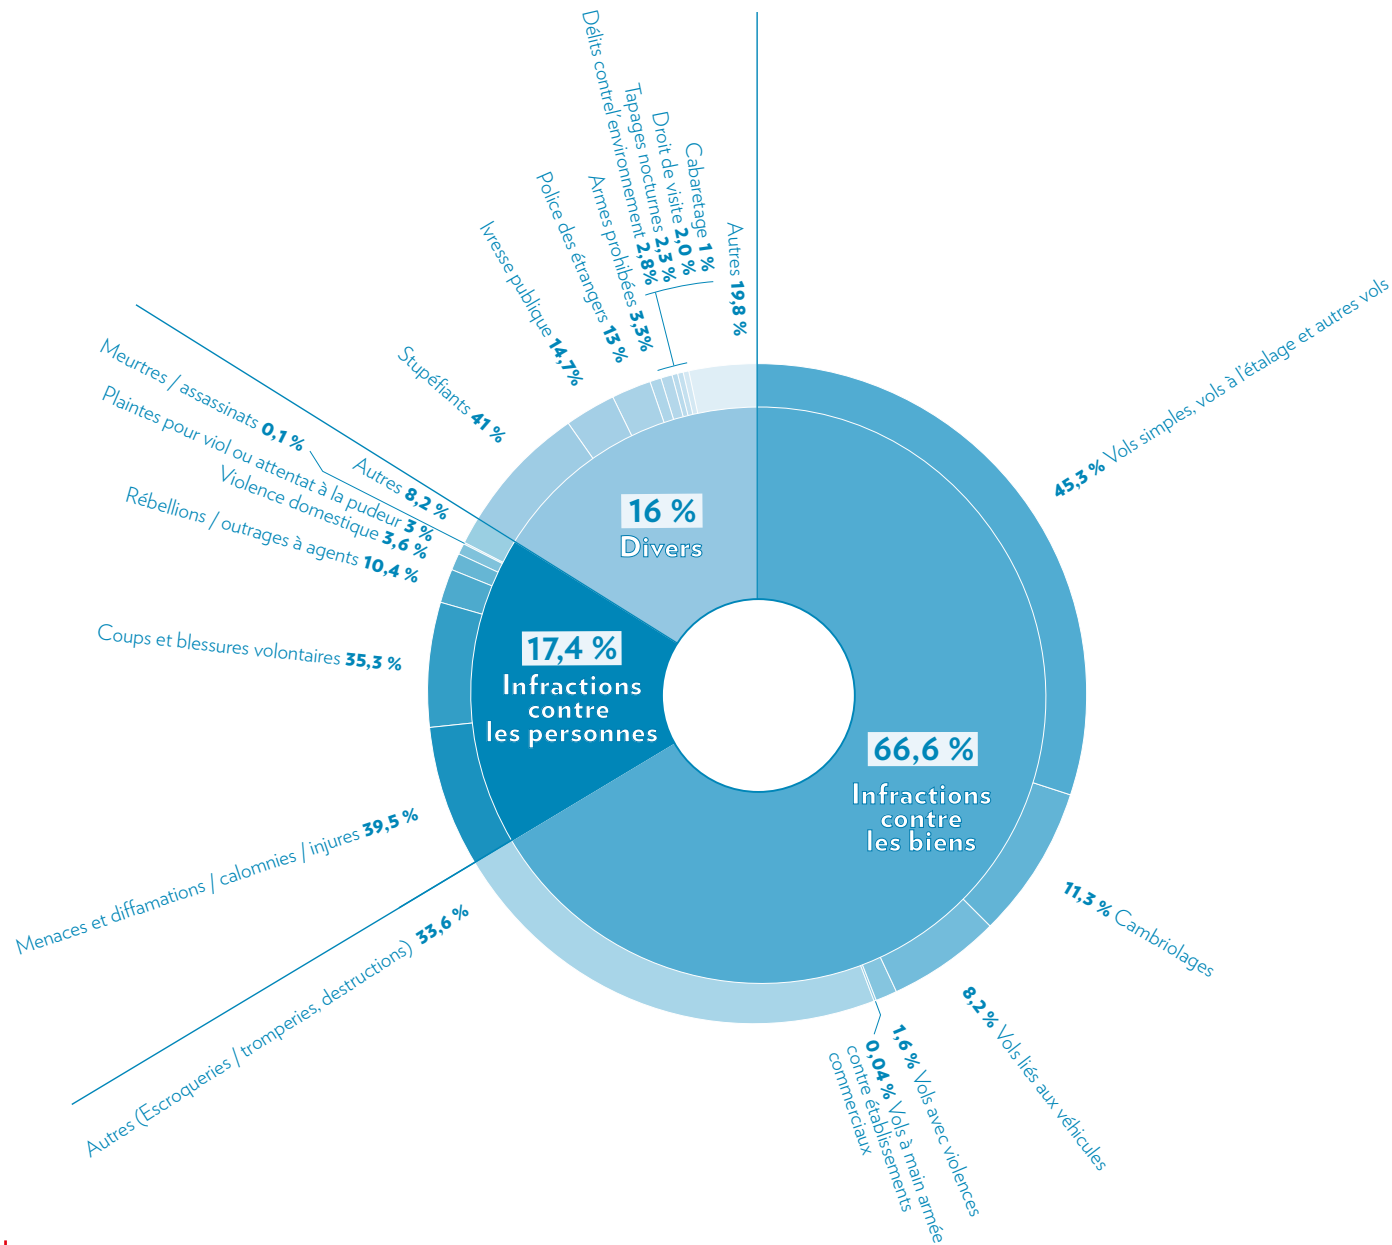 Délits contrel'environnement 2,8%
Tapages nocturnes 2,3 %
Droit de visite 2,0 %
Cabaretage 1 %
Autres 19,8 %
Armes prohibées 3,3%
Police des étrangers 13 %
Ivresse publique 14,7%
Stupéfiants 41 %
16 %
Divers
45,3 % Vols simples, vols à l'étalage et autres vols
11,3 % Cambriolages
8,2 % Vols liés aux véhicules
1,6 % Vols avec violences
0,04 % Vols à main armée
contre établissements
commerciaux
Autres (Escroqueries / tromperies, destructions) 33,6 %
66,6 %
Infractions
contre
les biens
Meurtres / assassinats 0,1 %
Autres 8,2 %
Plaintes pour viol ou attentat à la pudeur 3 %
Violence domestique 3,6 %
Rébellions / outrages à agents 10,4 %
Coups et blessures volontaires 35,3 %
Menaces et diffamations / calomnies / injures 39,5 %
17,4 %
Infractions
contre
les personnes